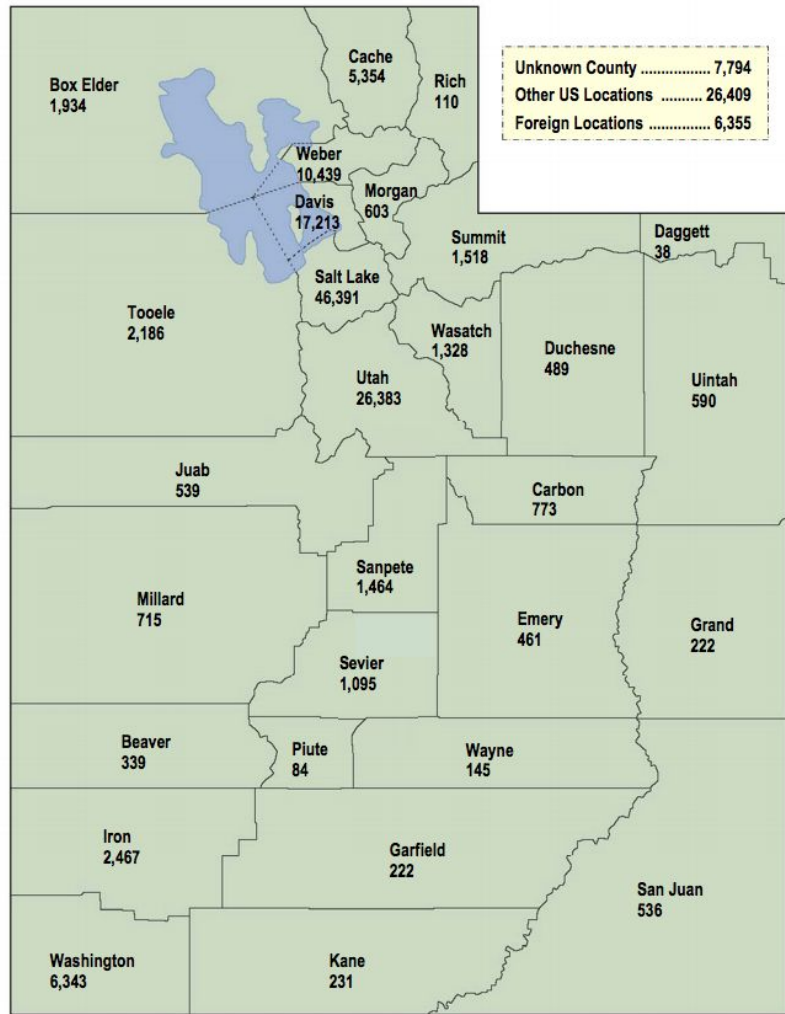 Cache
5,354
Rich
110
Box Elder
1,934
Unknown County ................. 7,794
Other US Locations .......... 26,409
Foreign Locations ............... 6,355
Weber
10,439
Morgan
603
Davis
17,213
Summit
1,518
Daggett
38
Salt Lake
46,391
Tooele
2,186
Wasatch
1,328
Duchesne
489
Utah
26,383
Uintah
590
Juab
539
Carbon
773
Sanpete
1,464
Millard
715
Emery
461
Grand
222
Sevier
1,095
Beaver
339
Piute
84
Wayne
145
Iron
2,467
Garfield
222
San Juan
536
Washington
6,343
Kane
231